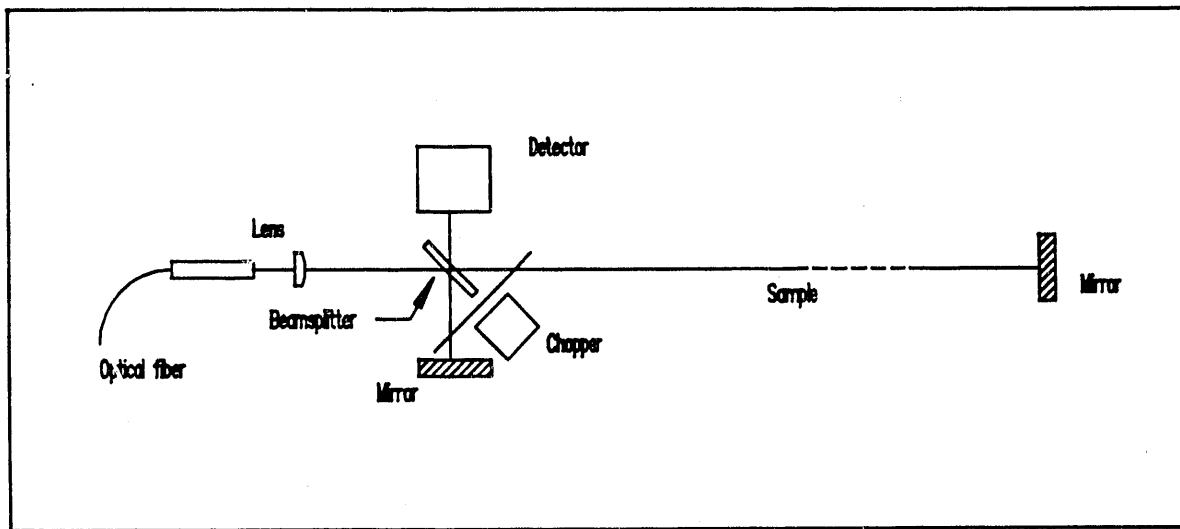 Detector
Lens
Sample
Mirror
Beamsplitter
Chopper
Optical fiber
Mirror